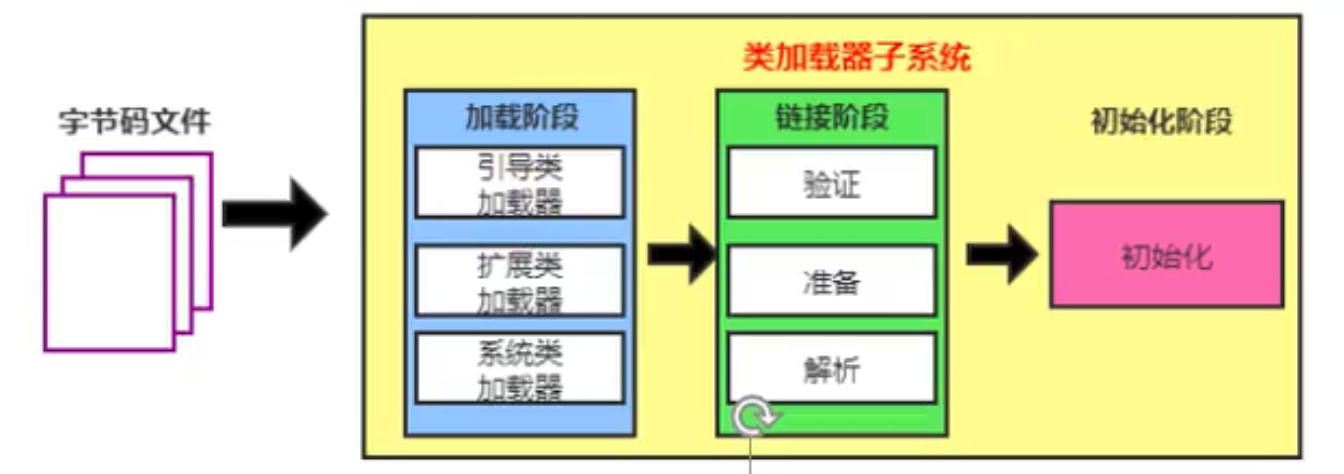 类加载器子系统
字节码文件
加载阶段
引导类
加载器
扩展类
加载器
系统类
加载器
链接阶段
验证
准备
解析
初始化阶段
初始化